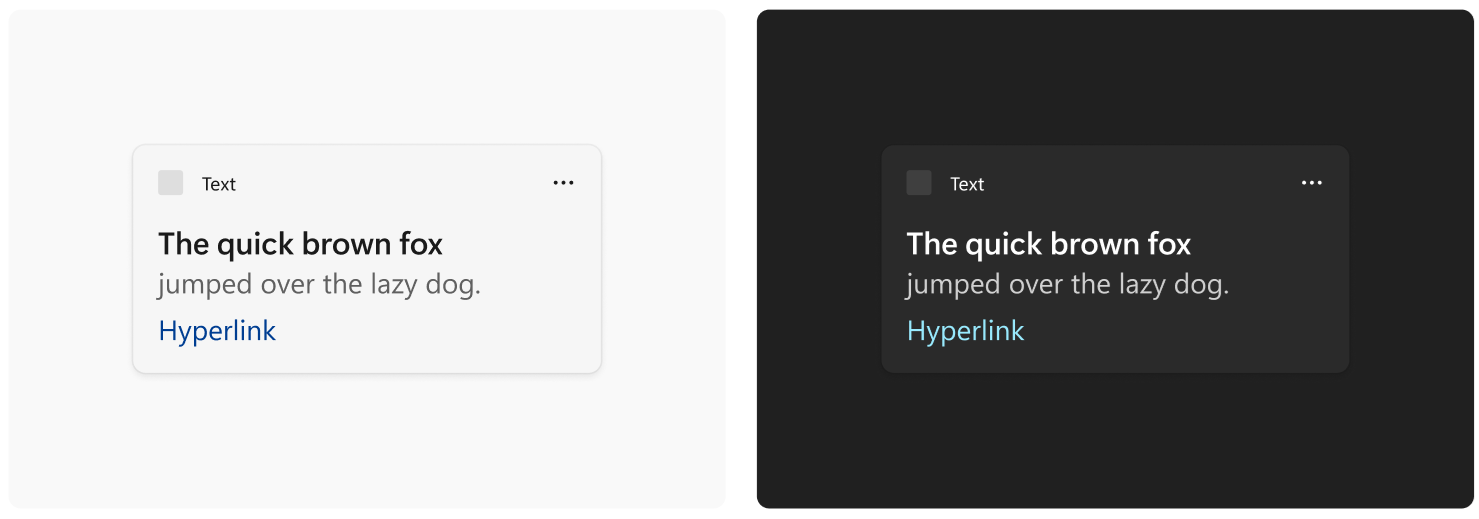 Text
The quick brown fox
jumped over the lazy dog.
Hyperlink
Text
The quick brown fox
jumped over the lazy dog.
Hyperlink